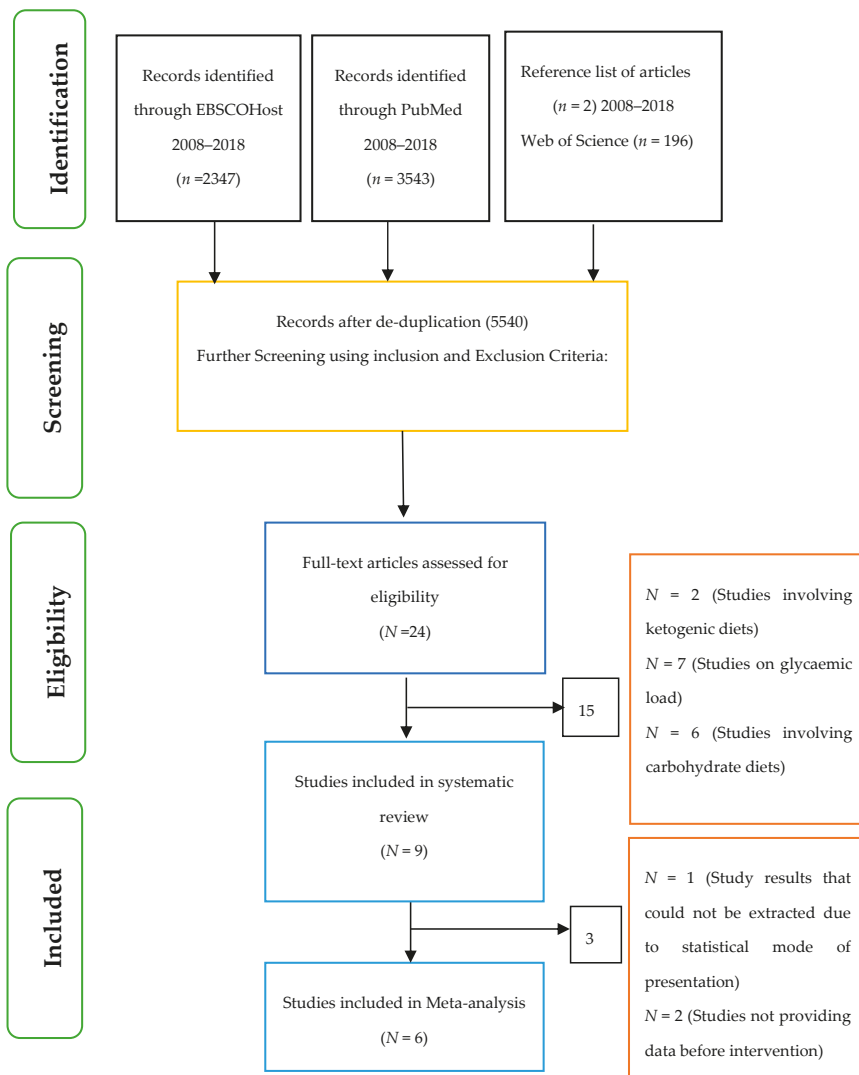 Identification
Records identified
through EBSCOHost
2008–2018
(n =2347)
Records identified
through PubMed
2008–2018
(n = 3543)
Reference list of articles
(n = 2) 2008–2018
Web of Science (n = 196)
Screening
Records after de-duplication (5540)
Further Screening using inclusion and Exclusion Criteria:
Eligibility
Full-text articles assessed for
eligibility
(N =24)
15
N = 2 (Studies involving
ketogenic diets)
N = 7 (Studies on glycaemic
load)
N = 6 (Studies involving
carbohydrate diets)
Studies included in systematic
review
(N = 9)
Included
3
N = 1 (Study results that
could not be extracted due
to statistical mode of
presentation)
N = 2 (Studies not providing
data before intervention)
Studies included in Meta-analysis
(N = 6)